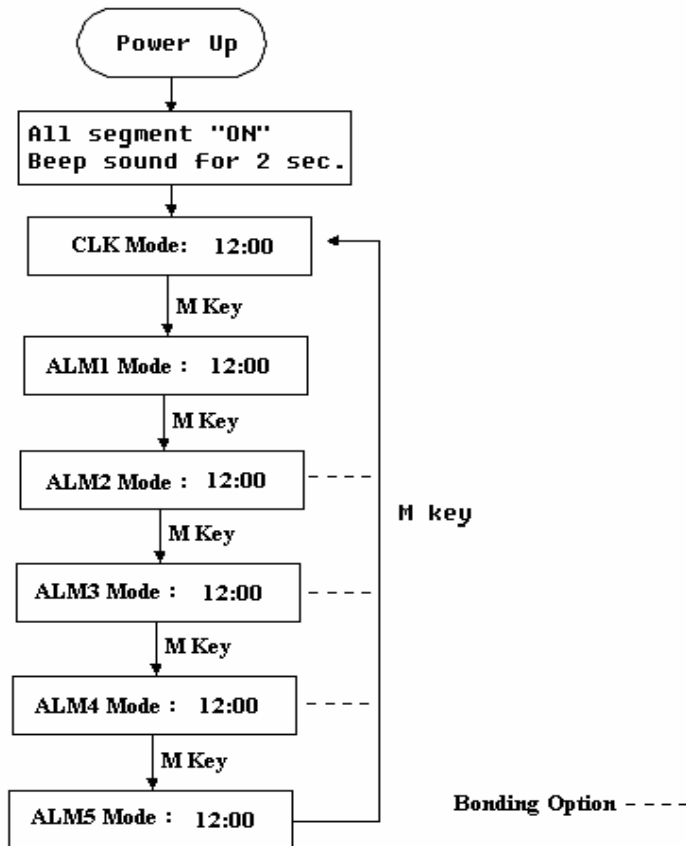 Power Up
All segment "ON"
Beep sound for 2 sec.
CLK Mode: 12:00
M Key
ALM1 Mode : 12:00
M Key
ALM2 Mode : 12:00
M key
M Key
ALM3 Mode : 12:00
M Key
ALM4 Mode : 12:00
M Key
ALM5 Mode : 12:00
Bonding Option